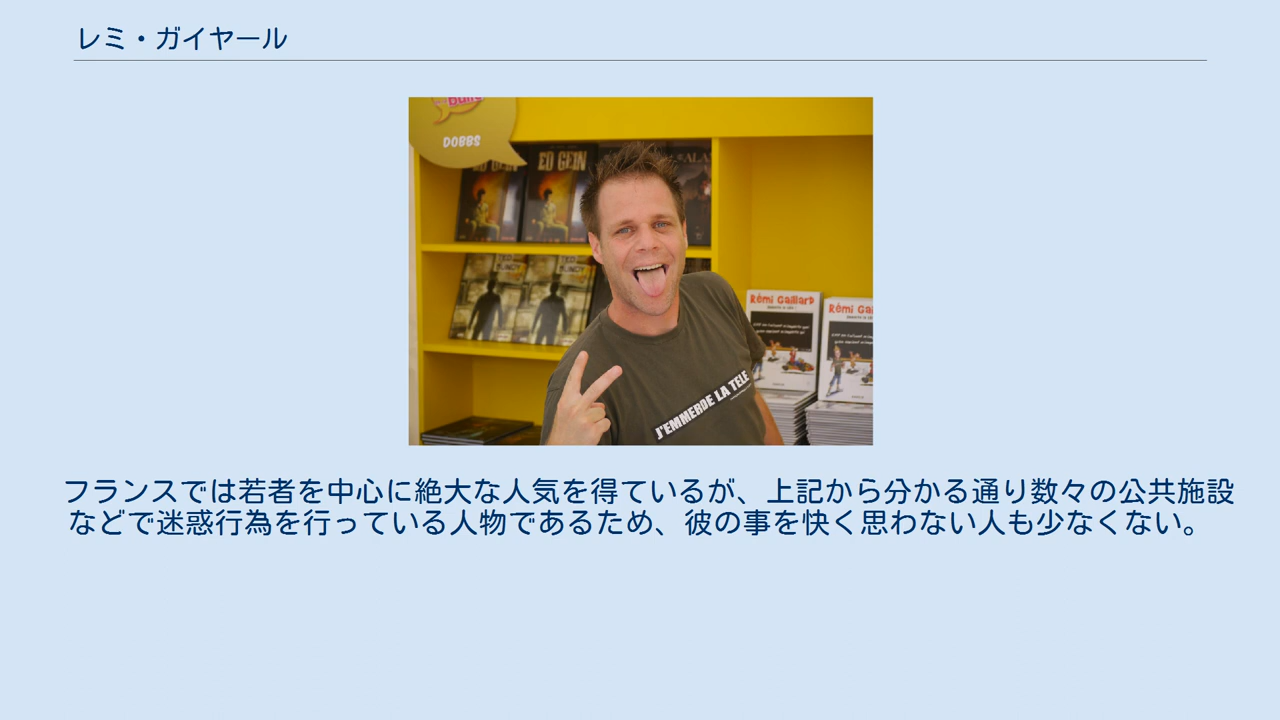 レミ・ガイヤール
DOBBS
ED GEIN
ED GEIN
Rémi GaillarD
Rémi Gai
J'EMMERDE LA TELE
フランスでは若者を中心に絶大な人気を得ているが、上記から分かる通り数々の公共施設
などで迷惑行為を行っている人物であるため、彼の事を快く思わない人も少なくない。